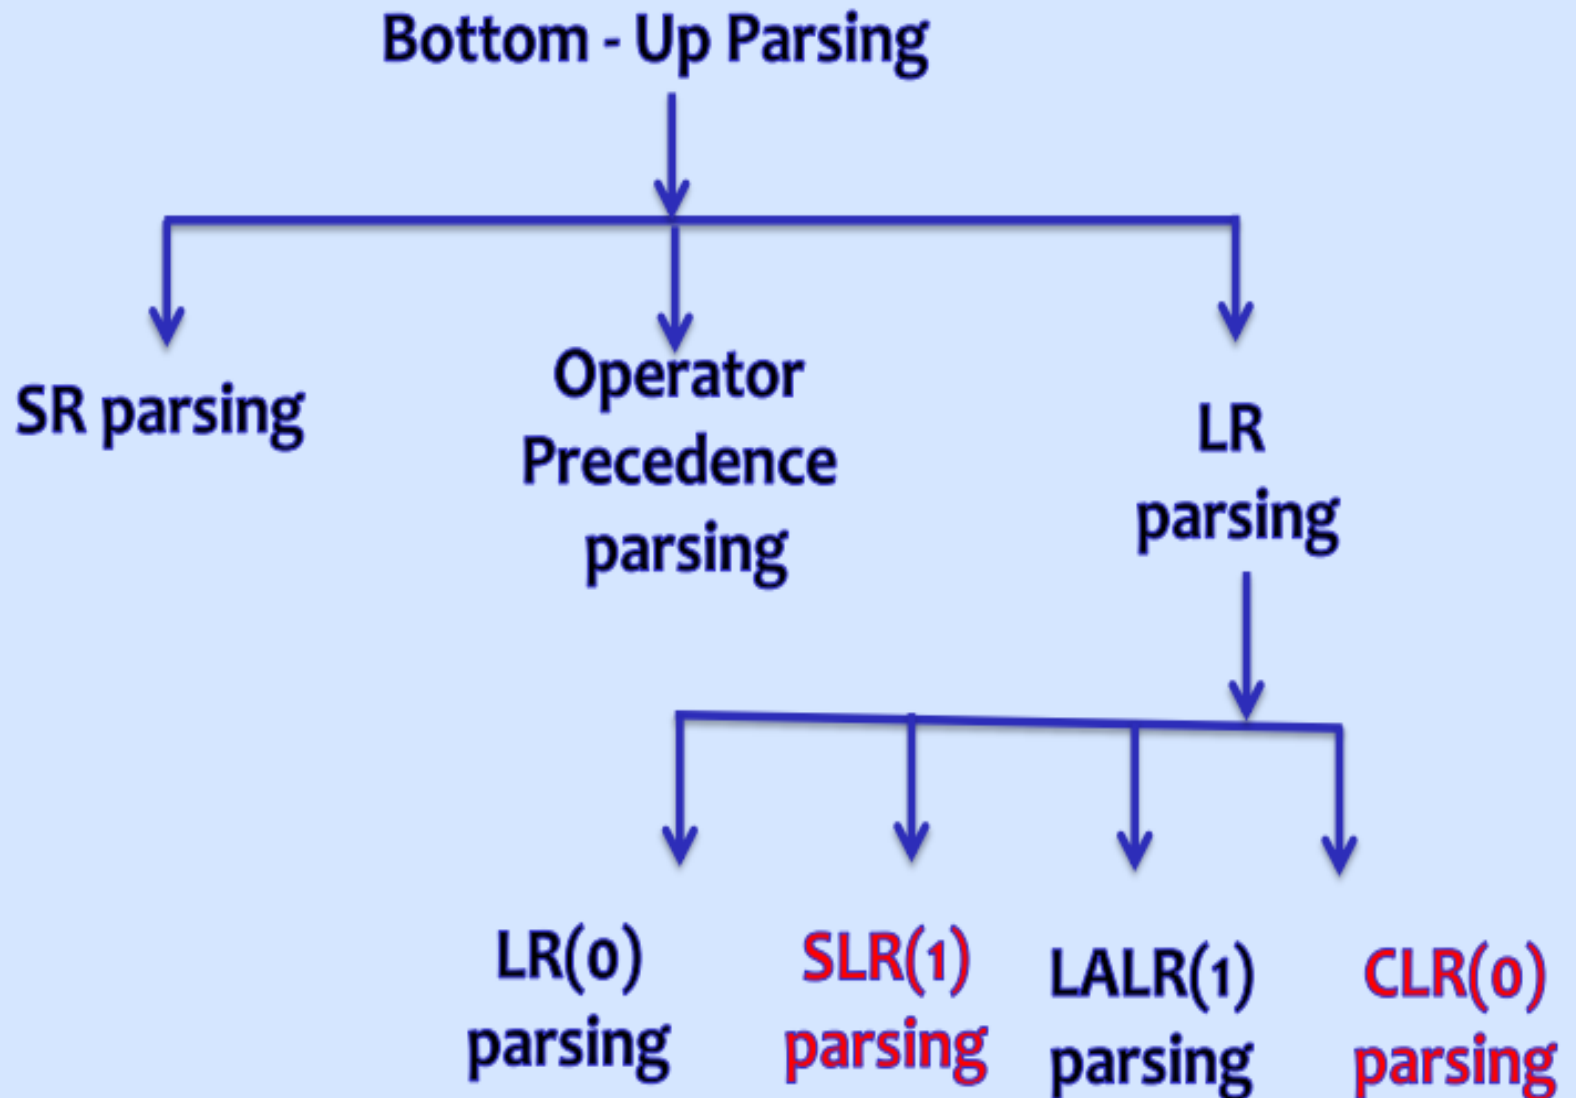 Bottom - Up Parsing
SR parsing
Operator
Precedence
parsing
LR
parsing
LR(0)
parsing
SLR(1)
parsing
LALR(1)
parsing
CLR(0)
parsing